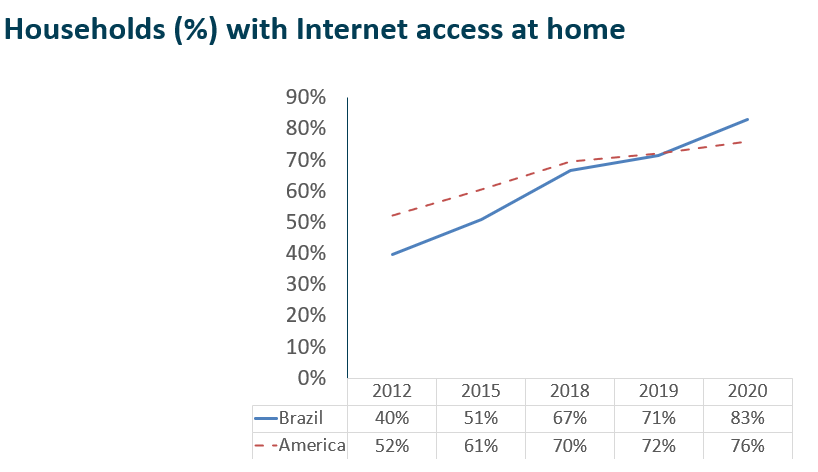 Households (%) with Internet access at home
90%
80%
70%
60%
50%
40%
30%
20%
10%
0%
2012 2015 2018 2019 2020
Brazil 40% 51% 67% 71% 83%
America 52% 61% 70% 72% 76%